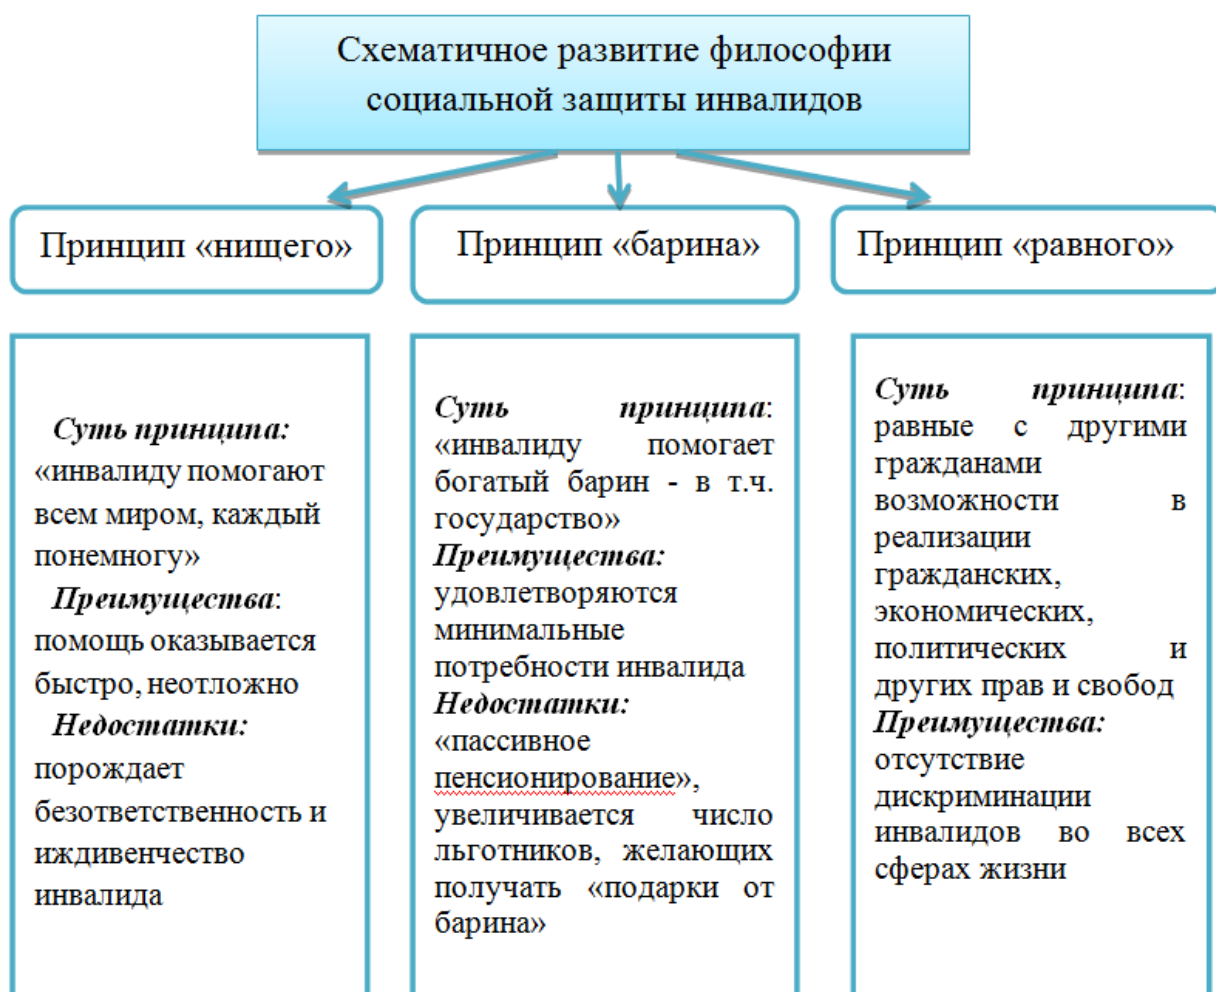 Схематичное развитие философии
социальной защиты инвалидов
Принцип «нищего»
Принцип «барина»
Принцип «равного»
Суть принципа:
«инвалиду помогают
всем миром, каждый
понемногу»
Преимущества:
помощь оказывается
быстро, неотложно
Недостатки:
порождает
безответственность и
иждивенчество
инвалида
Суть принципа:
«инвалиду помогает
богатый барин - в т.ч.
государство»
Преимущества:
удовлетворяются
минимальные
потребности инвалида
Недостатки:
«пассивное
пенсионирование»,
увеличивается число
льготников, желающих
получать «подарки от
барина»
Суть принципа:
равные с другими
гражданами
возможности в
реализации
гражданских,
экономических,
политических и
других прав и свобод
Преимущества:
отсутствие
дискриминации
инвалидов во всех
сферах жизни